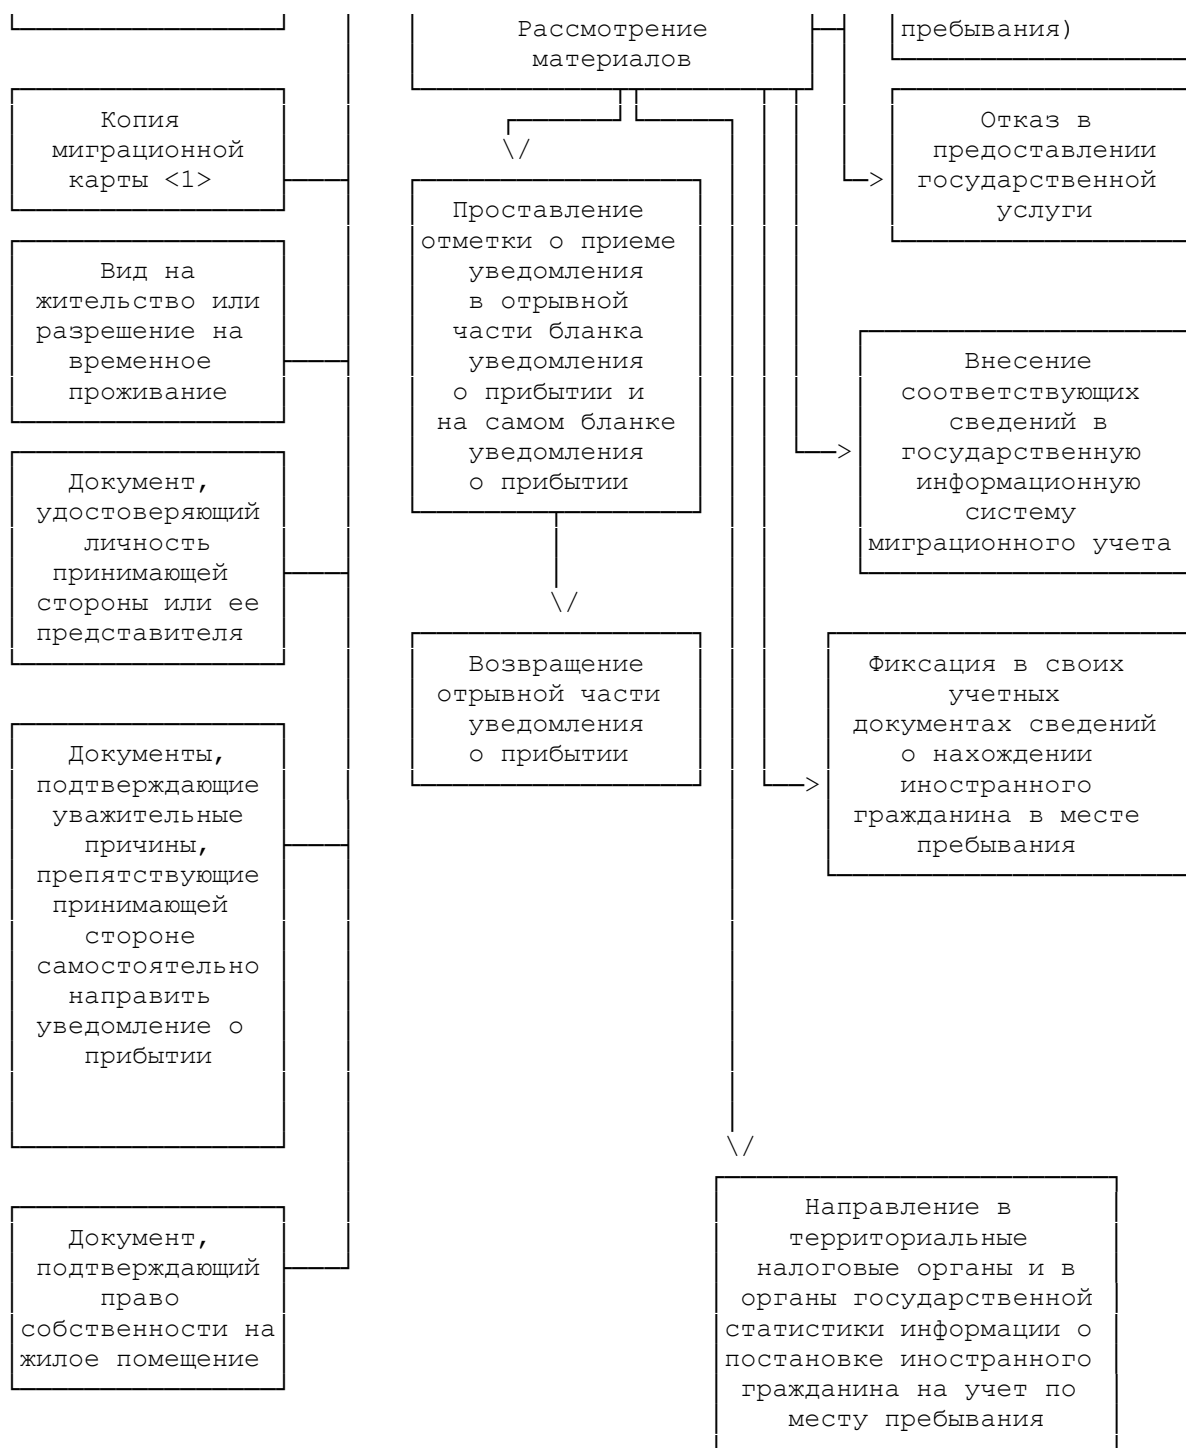 Рассмотрение
материалов
пребывания)
Копия
миграционной
карты <1>
Отказ в
предоставлении
государственной
услуги
Проставление
отметки о приеме
уведомления
в отрывной
части бланка
уведомления
о прибытии и
на самом бланке
уведомления
о прибытии
Вид на
жительство или
разрешение на
временное
проживание
Внесение
соответствующих
сведений в
государственную
информационную
систему
миграционного учета
Документ,
удостоверяющий
личность
принимающей
стороны или ее
представителя
Возвращение
отрывной части
уведомления
о прибытии
Фиксация в своих
учетных
документах сведений
о нахождении
иностранного
гражданина в месте
пребывания
Документы,
подтверждающие
уважительные
причины,
препятствующие
принимающей
стороне
самостоятельно
направить
уведомление о
прибытии
Документ,
подтверждающий
право
собственности на
жилое помещение
Направление в
территориальные
налоговые органы и в
органы государственной
статистики информации о
постановке иностранного
гражданина на учет по
месту пребывания